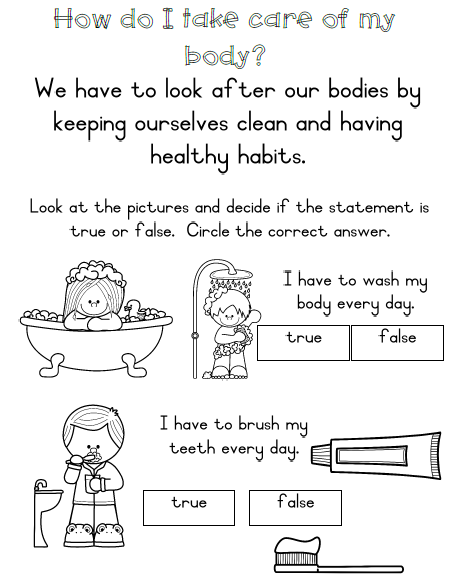 How do I take care of my
body?
We have to look after our bodies by
keeping ourselves clean and having
healthy habits.
Look at the pictures and decide if the statement is
true or false. Circle the correct answer.
I have to wash my
body every day.
true false
I have to brush my
teeth every day.
true false